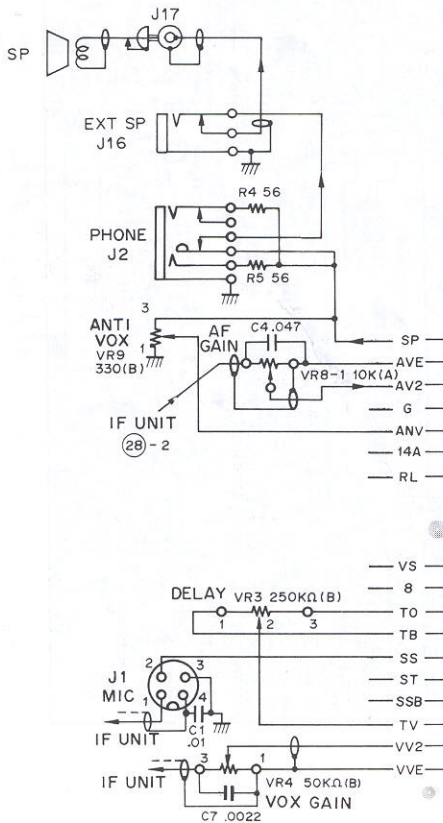 J17
SP
EXT SP
J16
R4 56
PHONE
J2
R5 56
3
ANTI
VOX
VR9
330(B)
1
AF
GAIN
C4.047
VR8-1 10K(A)
IF UNIT
28 - 2
SP
AVE
AV2
G
ANV
14A
RL
VS
8
TO
TB
SS
ST
SSB
TV
VV2
VVE
DELAY VR3 250KΩ(B)
1 2 3
J1
MIC
2 3
1 4
C1
.01
IF UNIT
IF UNIT
3 1
VR4 50KΩ(B)
VOX GAIN
C7 .0022